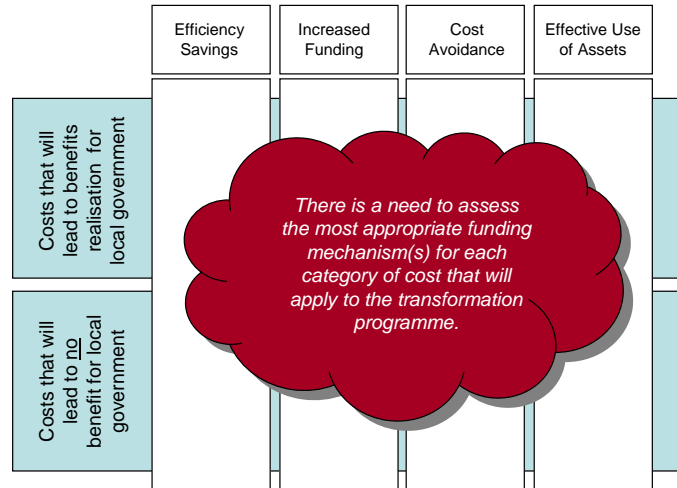 Efficiency
Savings
Increased
Funding
Cost
Avoidance
Effective Use
of Assets
Costs that will
lead to benefits
realisation for
local government
There is a need to assess
the most appropriate funding
mechanism(s) for each
category of cost that will
apply to the transformation
programme.
Costs that will
lead to no
benefit for local
government